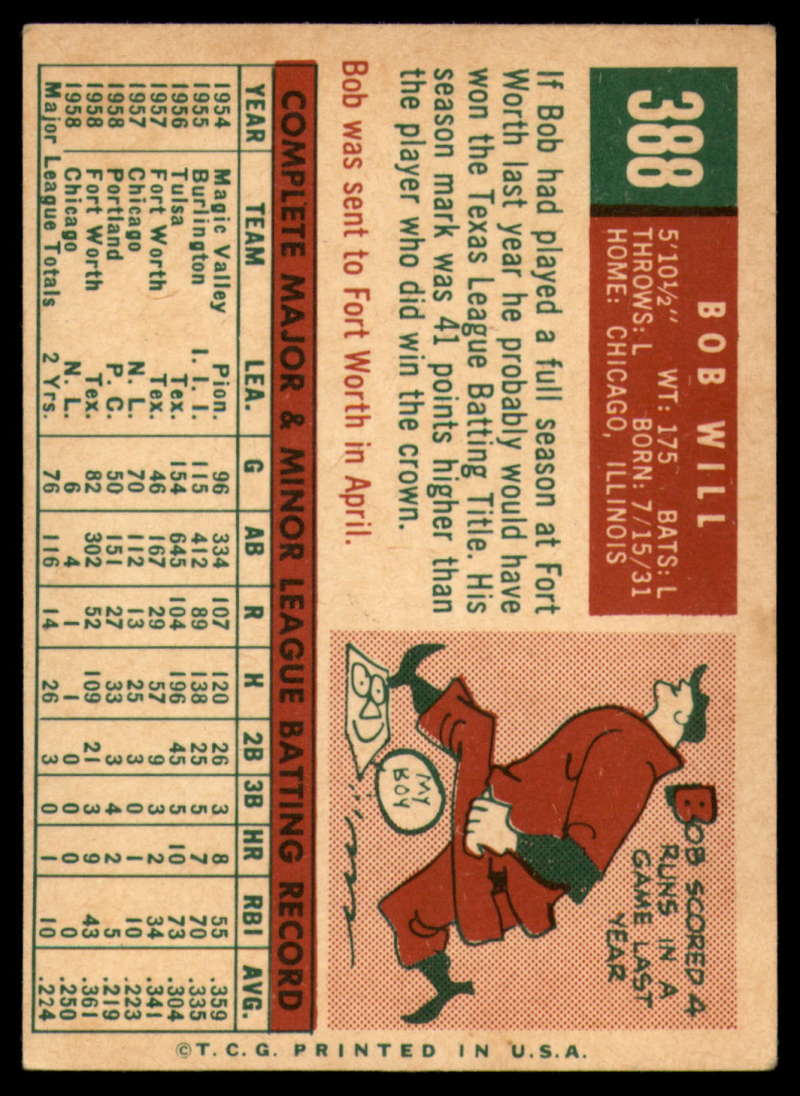 388
BOB WILL
5'10½" WT: 175 BATS: L
THROWS: L BORN: 7/15/31
HOME: CHICAGO, ILLINOIS
If Bob had played a full season at Fort
Worth last year he probably would have
won the Texas League Batting Title. His
season mark was 41 points higher than
the player who did win the crown.
Bob was sent to Fort Worth in April.
BOB SCORED 4
RUNS IN A
GAME LAST
YEAR
MY
BOY
COMPLETE MAJOR & MINOR LEAGUE BATTING RECORD
YEAR TEAM LEA. G AB R H 2B 3B HR RBI AVG.
1954 Magic Valley Pion. 96 334 107 120 26 3 8 55 .359
1955 Burlington I. I. I. 115 412 89 138 25 5 7 70 .335
1956 Tulsa Tex. 154 645 104 196 45 5 10 73 .304
1957 Fort Worth Tex. 46 167 29 57 9 3 2 34 .341
1957 Chicago N. L. 70 112 13 25 3 0 1 10 .223
1958 Portland P. C. 50 151 27 33 3 4 2 5 .219
1958 Fort Worth Tex. 82 302 52 109 21 3 9 43 .361
1958 Chicago N. L. 6 4 1 1 0 0 0 0 .250
Major League Totals 2 Yrs. 76 116 14 26 3 0 1 10 .224
© T.C.G. PRINTED IN U.S.A.